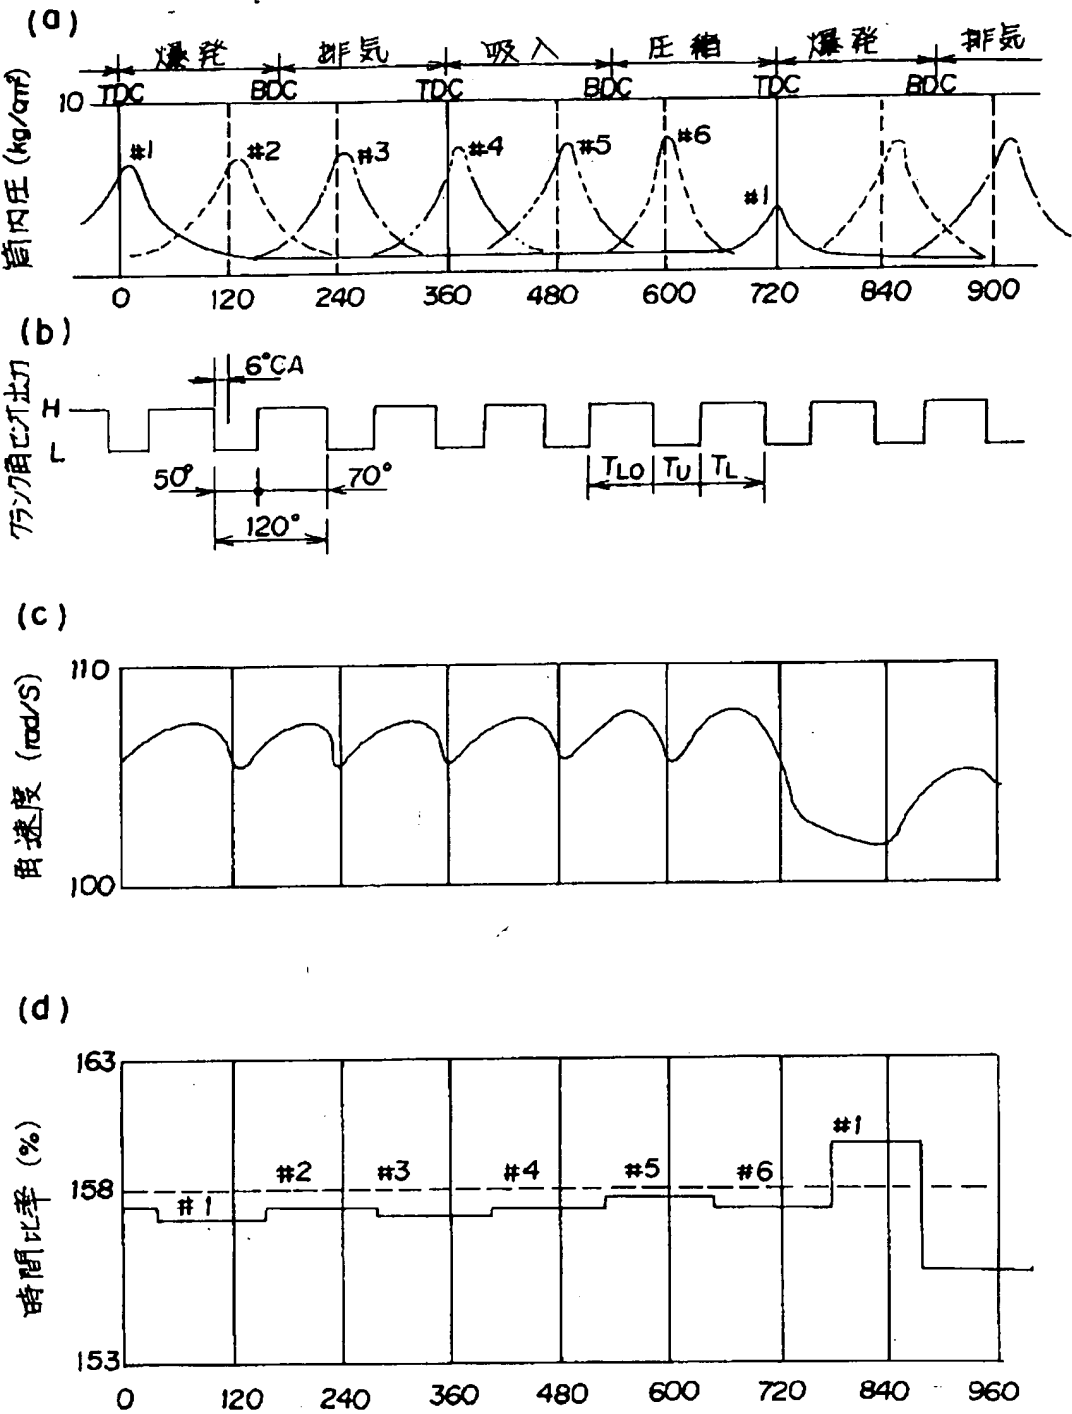 (a)
爆発 排気 吸入 圧縮 爆発 排気
TDC BDC TDC BDC TDC BDC
筒内圧 (kg/cm²)
10
#1 #2 #3 #4 #5 #6 #1
0 120 240 360 480 600 720 840 900
(b)
クランク角センサ出力
6°CA
H
L
50° 70° TLO TU TL
120°
(c)
角速度 (rad/S)
110
100
(d)
時間比率 (%)
163
#1
#2 #3 #4 #5 #6
158
#1
153
0 120 240 360 480 600 720 840 960